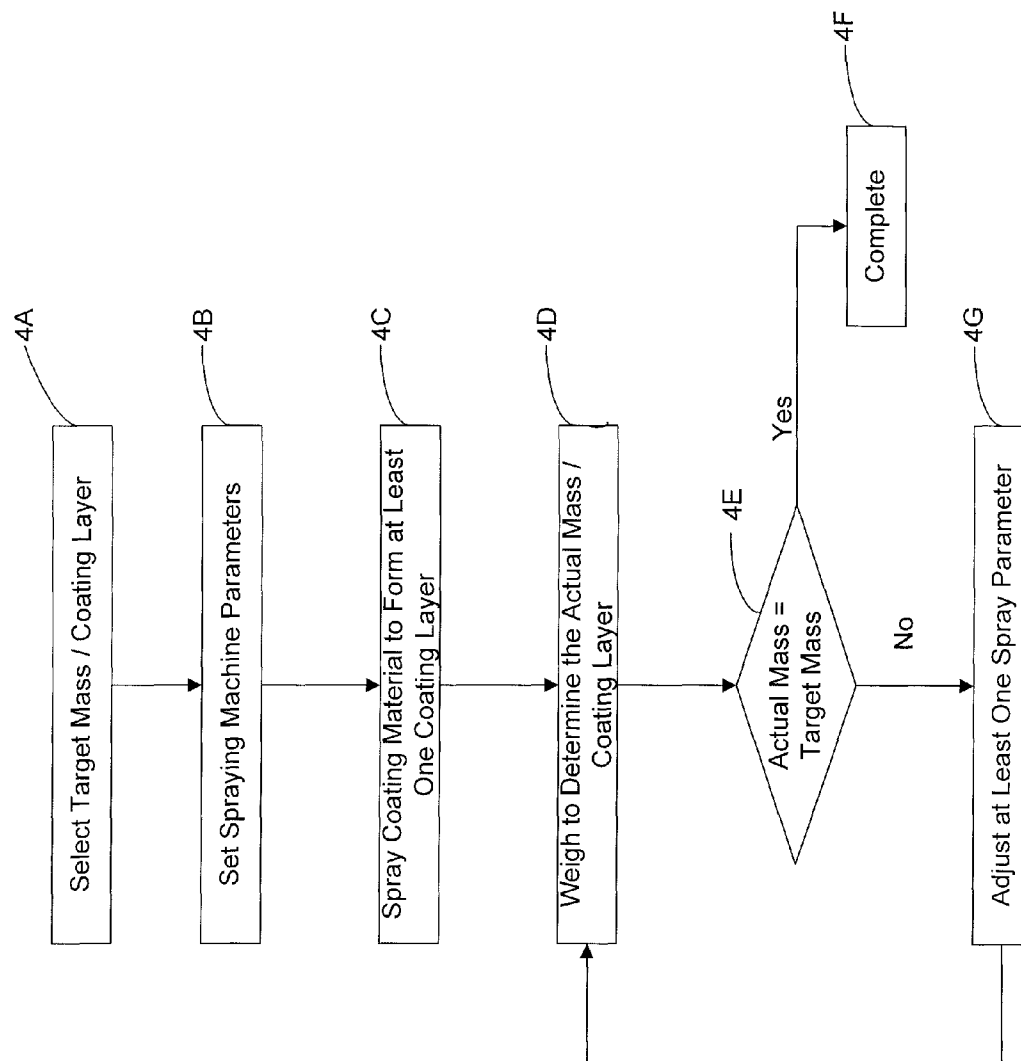 4A
Select Target Mass / Coating Layer
4B
Set Spraying Machine Parameters
4C
Spray Coating Material to Form at Least
One Coating Layer
4D
Weigh to Determine the Actual Mass /
Coating Layer
4E
Actual Mass =
Target Mass
Yes
4F
Complete
No
4G
Adjust at Least One Spray Parameter